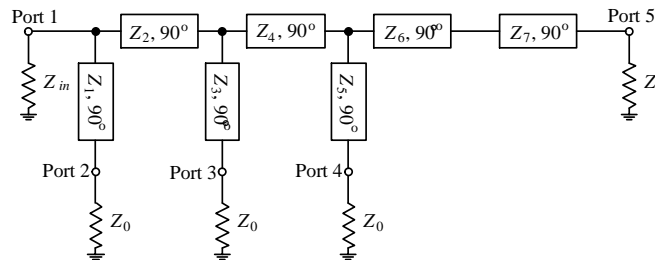 Port 1
Port 5
Z2, 90°
Z4, 90°
Z6, 90°
Z7, 90°
Zin
Z1, 90°
Z3, 90°
Z5, 90°
Z
Port 2
Port 3
Port 4
Z0
Z0
Z0